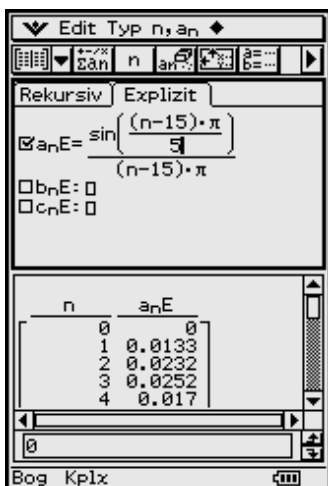 Edit Typ n,aₙ ◆
Σan n
Rekursiv Explizit
☑aₙE= sin( (n-15)·π / 5 ) / (n-15)·π
□bₙE:▯
□cₙE:▯
n aₙE
0 0
1 0.0133
2 0.0232
3 0.0252
4 0.017
0
Bog Kplx